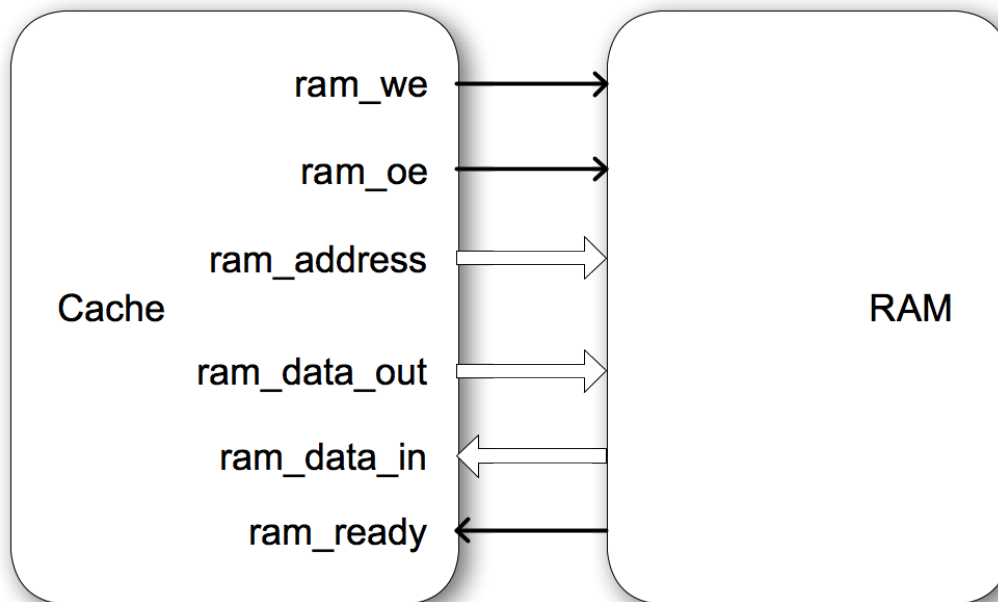 ram_we
ram_oe
ram_address
Cache
RAM
ram_data_out
ram_data_in
ram_ready